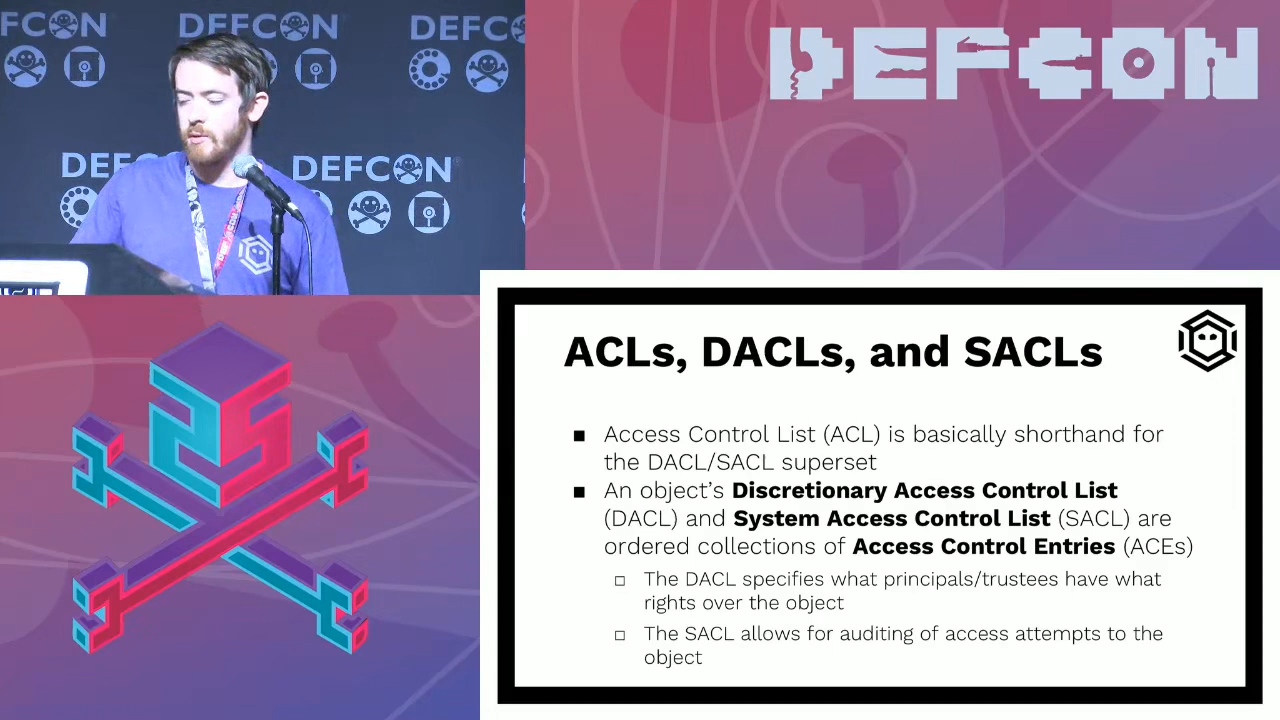 DEFCON
DEFCON
DEFCON
DEFCON
DEFCON
DEFCON
ACLs, DACLs, and SACLs
■ Access Control List (ACL) is basically shorthand for
the DACL/SACL superset
■ An object's Discretionary Access Control List
(DACL) and System Access Control List (SACL) are
ordered collections of Access Control Entries (ACEs)
□ The DACL specifies what principals/trustees have what
rights over the object
□ The SACL allows for auditing of access attempts to the
object